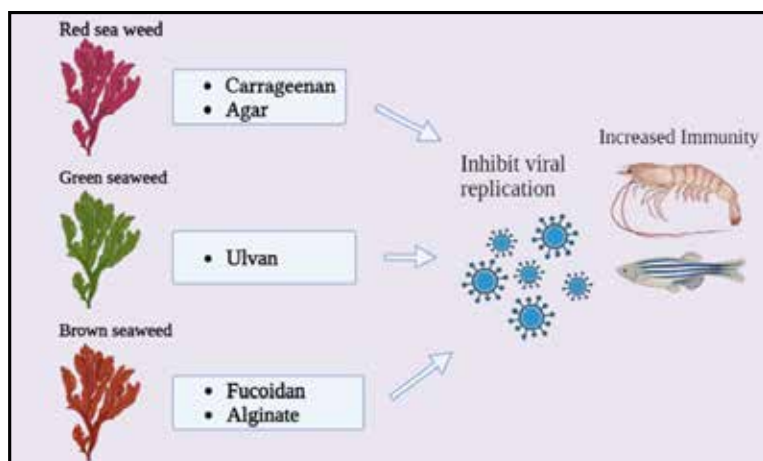 Red sea weed
• Carrageenan
• Agar
Green seaweed
• Ulvan
Brown seaweed
• Fucoidan
• Alginate
Inhibit viral
replication
Increased Immunity